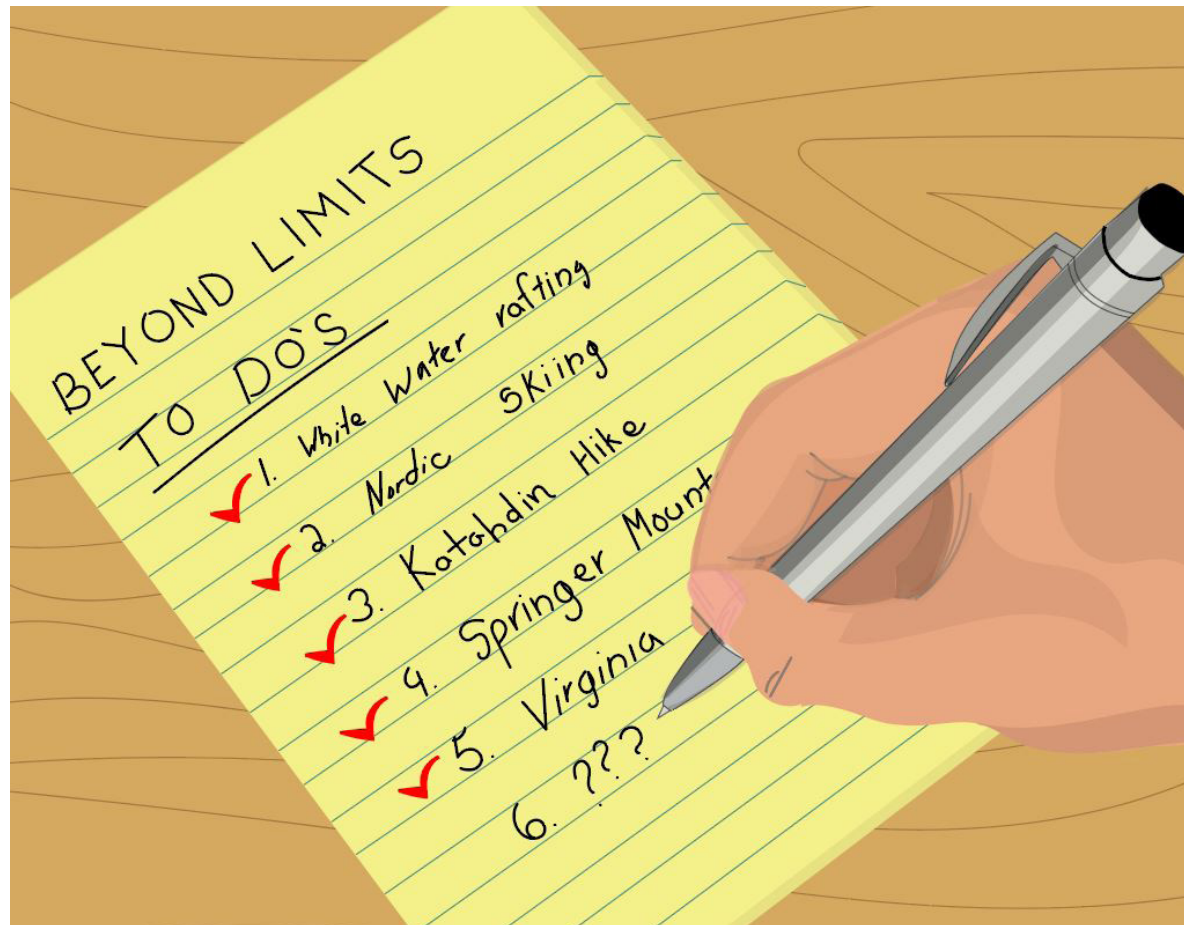 BEYOND LIMITS
TO DO'S
1. White Water rafting
2. Nordic skiing
3. Katahdin Hike
4. Springer
5. Virginia
6. ???